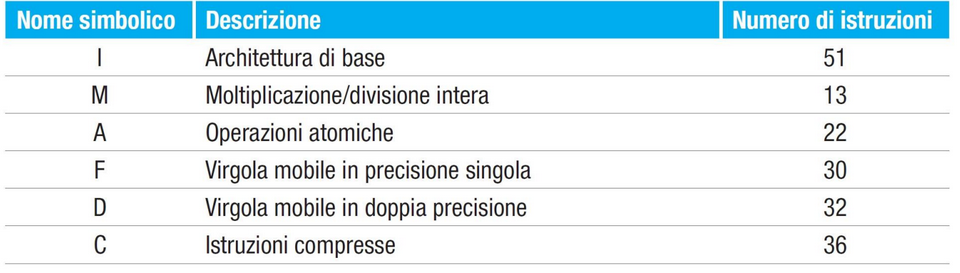 Nome simbolico Descrizione Numero di istruzioni
I Architettura di base 51
M Moltiplicazione/divisione intera 13
A Operazioni atomiche 22
F Virgola mobile in precisione singola 30
D Virgola mobile in doppia precisione 32
C Istruzioni compresse 36